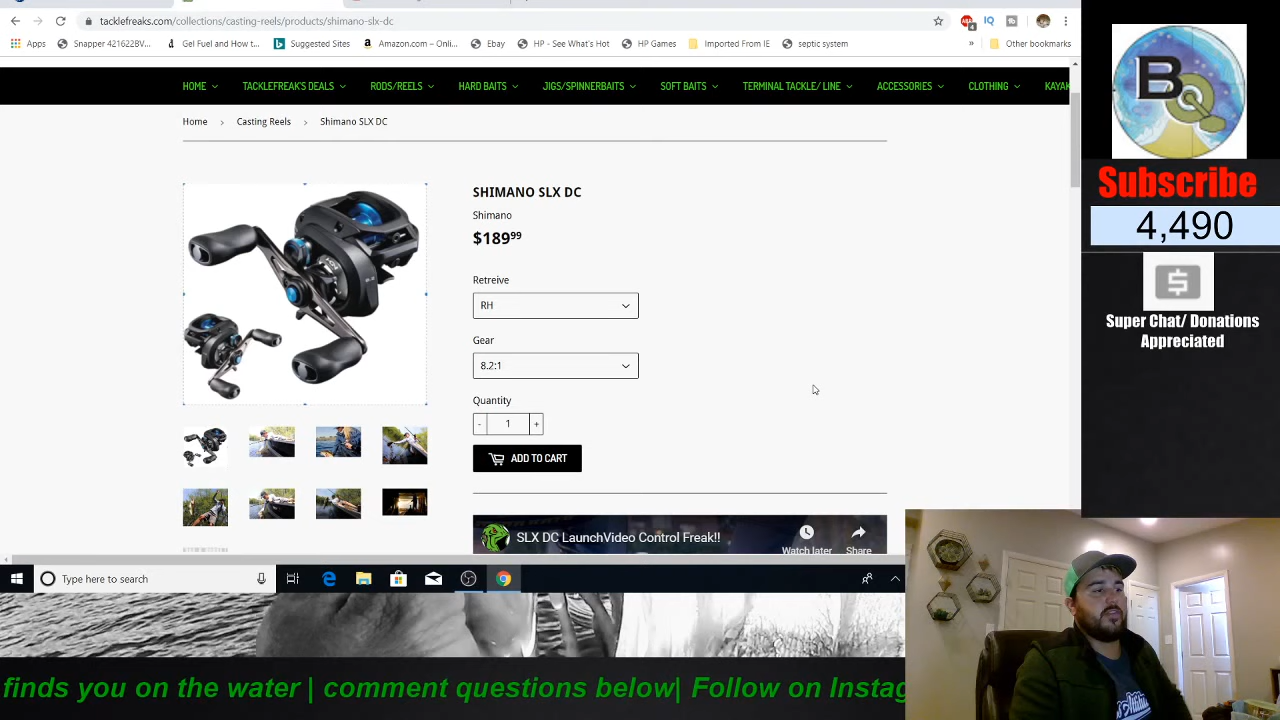 tacklefreaks.com/collections/casting-reels/products/shimano-slx-dc
Apps
Snapper 421622BV...
Gel Fuel and How t...
Suggested Sites
Amazon.com – Onli...
Ebay
HP - See What's Hot
HP Games
Imported From IE
septic system
»
Other bookmarks
HOME
TACKLEFREAK'S DEALS
RODS/REELS
HARD BAITS
JIGS/SPINNERBAITS
SOFT BAITS
TERMINAL TACKLE/ LINE
ACCESSORIES
CLOTHING
KAYAK
Home › Casting Reels › Shimano SLX DC
SHIMANO SLX DC
Shimano
$189.99
Retreive
RH
Gear
8.2:1
Quantity
- 1 +
ADD TO CART
SLX DC LaunchVideo Control Freak!!
Watch later
Share
Type here to search
BQ
Subscribe
4,490
$
Super Chat/ Donations
Appreciated
finds you on the water | comment questions below| Follow on Instag